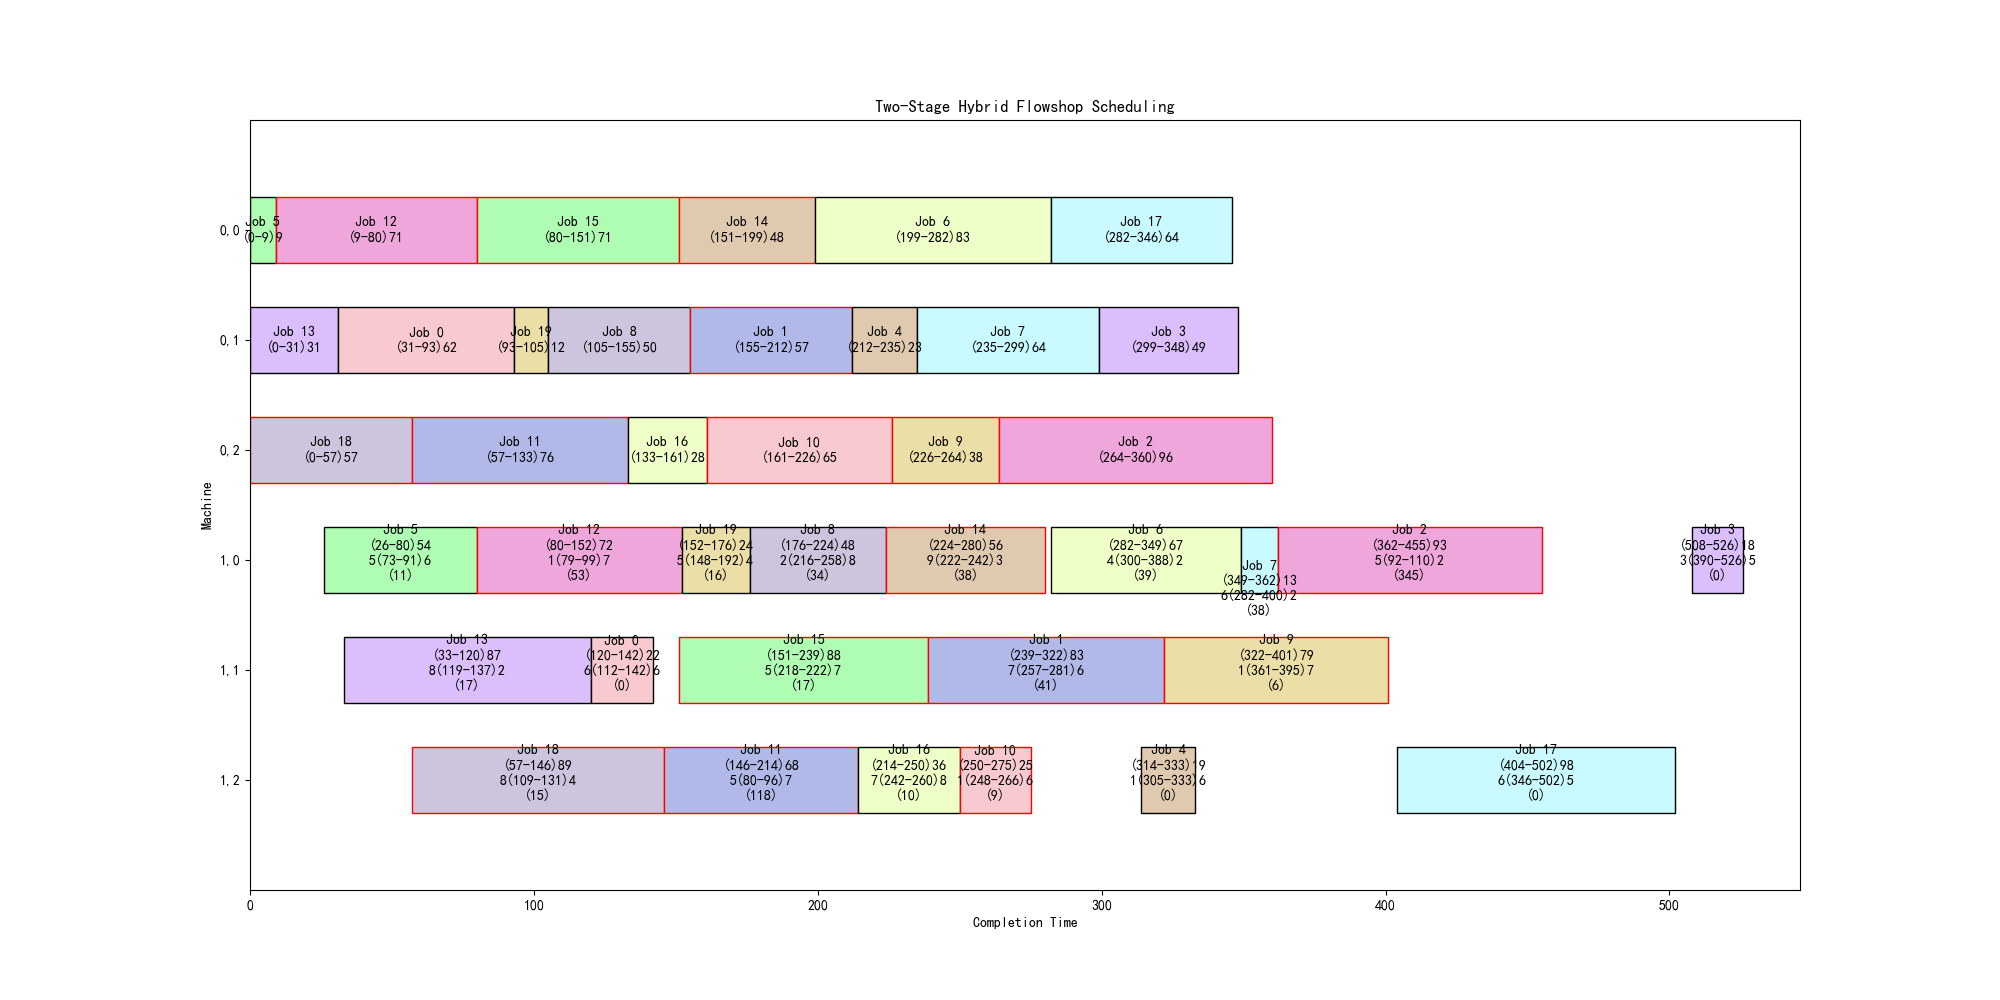 Two-Stage Hybrid Flowshop Scheduling
Machine
0,0
Job 5
(0-9)9
Job 12
(9-80)71
Job 15
(80-151)71
Job 14
(151-199)48
Job 6
(199-282)83
Job 17
(282-346)64
0,1
Job 13
(0-31)31
Job 0
(31-93)62
Job 19
(93-105)12
Job 8
(105-155)50
Job 1
(155-212)57
Job 4
(212-235)23
Job 7
(235-299)64
Job 3
(299-348)49
0,2
Job 18
(0-57)57
Job 11
(57-133)76
Job 16
(133-161)28
Job 10
(161-226)65
Job 9
(226-264)38
Job 2
(264-360)96
1,0
Job 5
(26-80)54
5(73-91)6
(11)
Job 12
(80-152)72
1(79-99)7
(53)
Job 19
(152-176)24
5(148-192)4
(16)
Job 8
(176-224)48
2(216-258)8
(34)
Job 14
(224-280)56
9(222-242)3
(38)
Job 6
(282-349)67
4(300-388)2
(39)
Job 7
(349-362)13
6(282-400)2
(38)
Job 2
(362-455)93
5(92-110)2
(345)
Job 3
(508-526)18
3(390-526)5
(0)
1,1
Job 13
(33-120)87
8(119-137)2
(17)
Job 0
(120-142)22
6(112-142)6
(0)
Job 15
(151-239)88
5(218-222)7
(17)
Job 1
(239-322)83
7(257-281)6
(41)
Job 9
(322-401)79
1(361-395)7
(6)
1,2
Job 18
(57-146)89
8(109-131)4
(15)
Job 11
(146-214)68
5(80-96)7
(118)
Job 16
(214-250)36
7(242-260)8
(10)
Job 10
(250-275)25
1(248-266)6
(9)
Job 4
(314-333)19
1(305-333)6
(0)
Job 17
(404-502)98
6(346-502)5
(0)
0
100
200
300
400
500
Completion Time